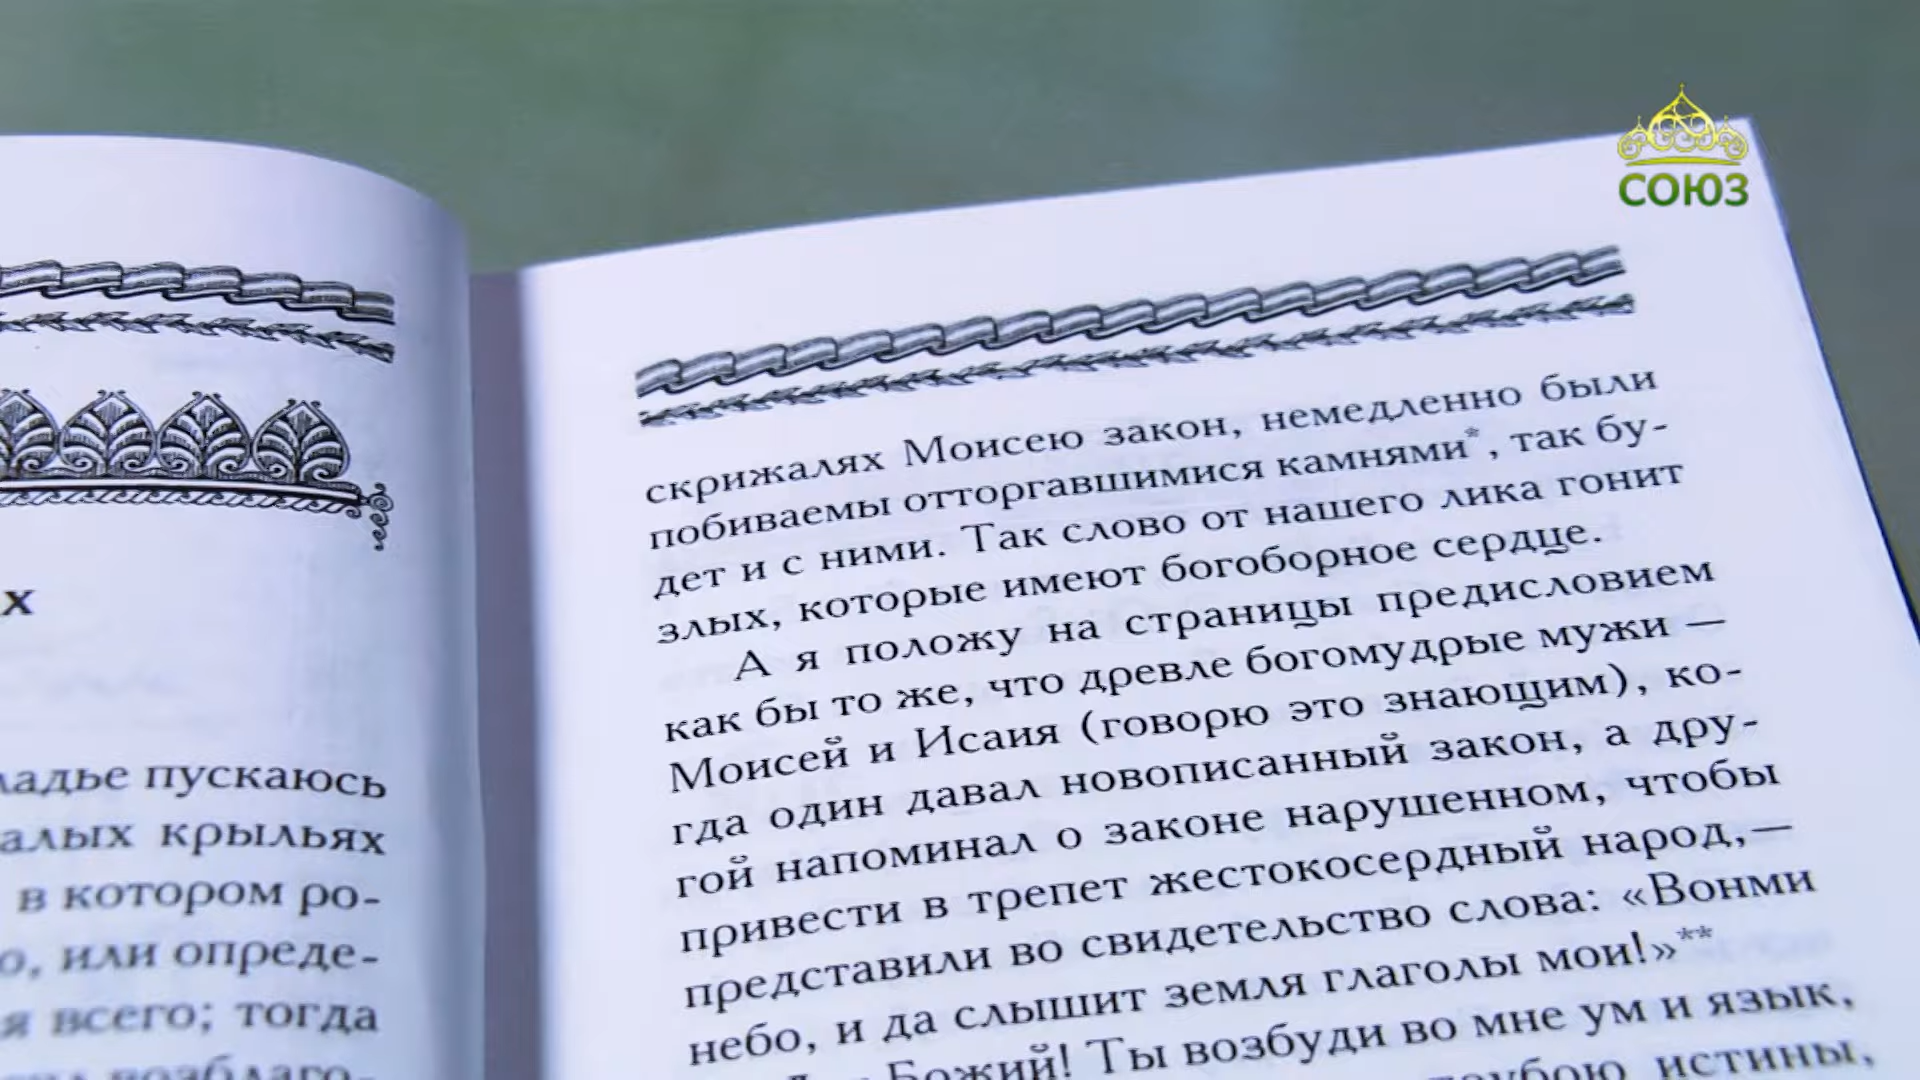 СОЮЗ
х
пускаюсь
крыльях
в котором ро-
или опреде-
всего; тогда
скрижалях Моисею закон, немедленно были
побиваемы отторгавшимися камнями*, так бу-
дет и с ними. Так слово от нашего лика гонит
злых, которые имеют богоборное сердце.
А я положу на страницы предисловием
как бы то же, что древле богомудрые мужи —
Моисей и Исаия (говорю это знающим), ко-
гда один давал новописанный закон, а дру-
гой напоминал о законе нарушенном, чтобы
привести в трепет жестокосердный народ,—
представили во свидетельство слова: «Вонми
небо, и да слышит земля глаголы мои!»**
Божий! Ты возбуди во мне ум и язык,
истины,